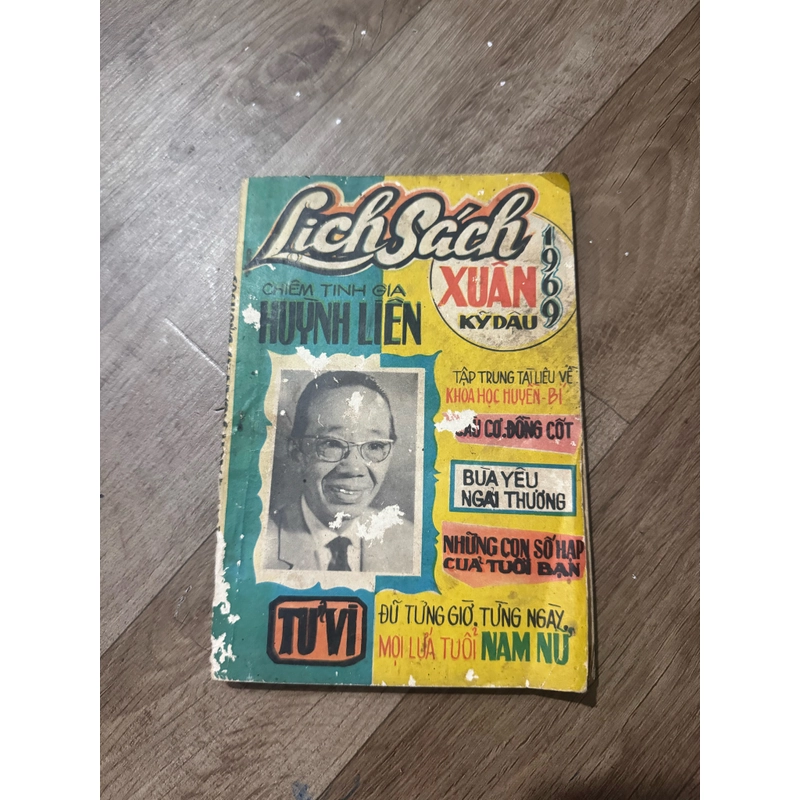 Lịch Sách
CHIÊM TINH GIA
HUỲNH LIÊN
XUÂN
1969
KỶ DẬU
TẬP TRUNG TÀI LIỆU VỀ
KHOA HỌC HUYỀN-BÍ
CƠ. ĐỒNG CỐT
BÙA YÊU
NGẢI THƯƠNG
NHỮNG CON SỐ HẠP
CUẢ TUỔI BẠN
TỬ VI
ĐỦ TỪNG GIỜ, TỪNG NGÀY,
MỌI LỨA TUỔI NAM NỮ